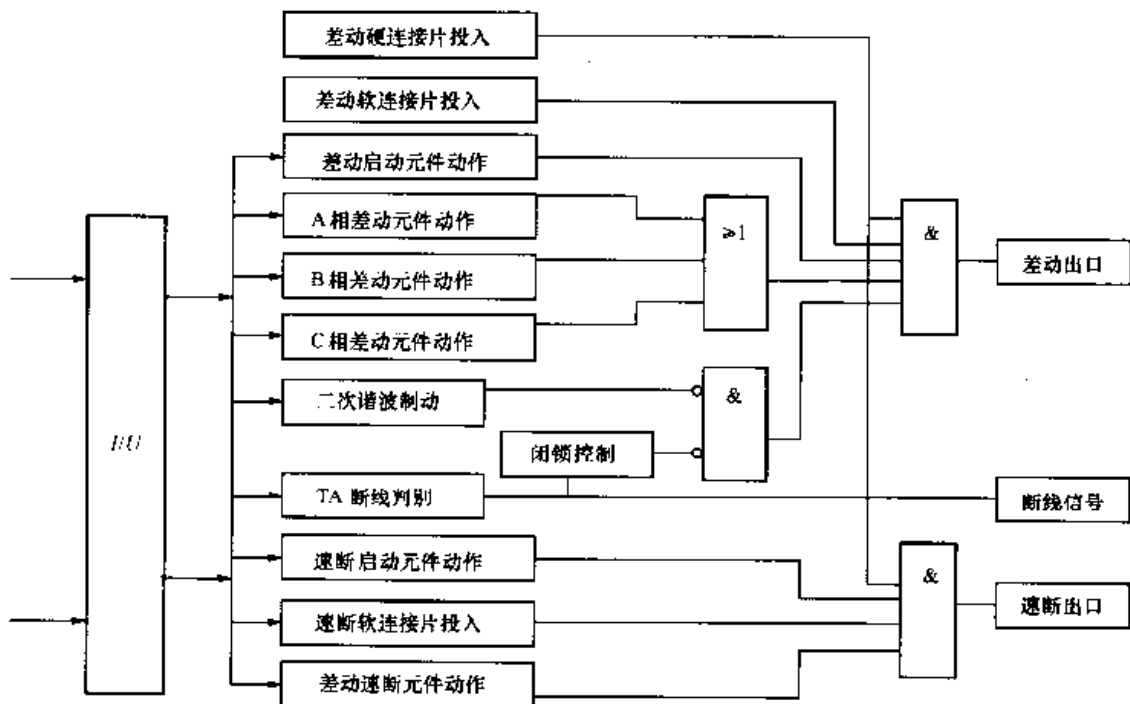 差动硬连接片投入
差动软连接片投入
差动启动元件动作
A相差动元件动作
≥1
&
差动出口
B相差动元件动作
C相差动元件动作
二次谐波制动
&
I/U
闭锁控制
TA 断线判别
断线信号
速断启动元件动作
&
速断出口
速断软连接片投入
差动速断元件动作